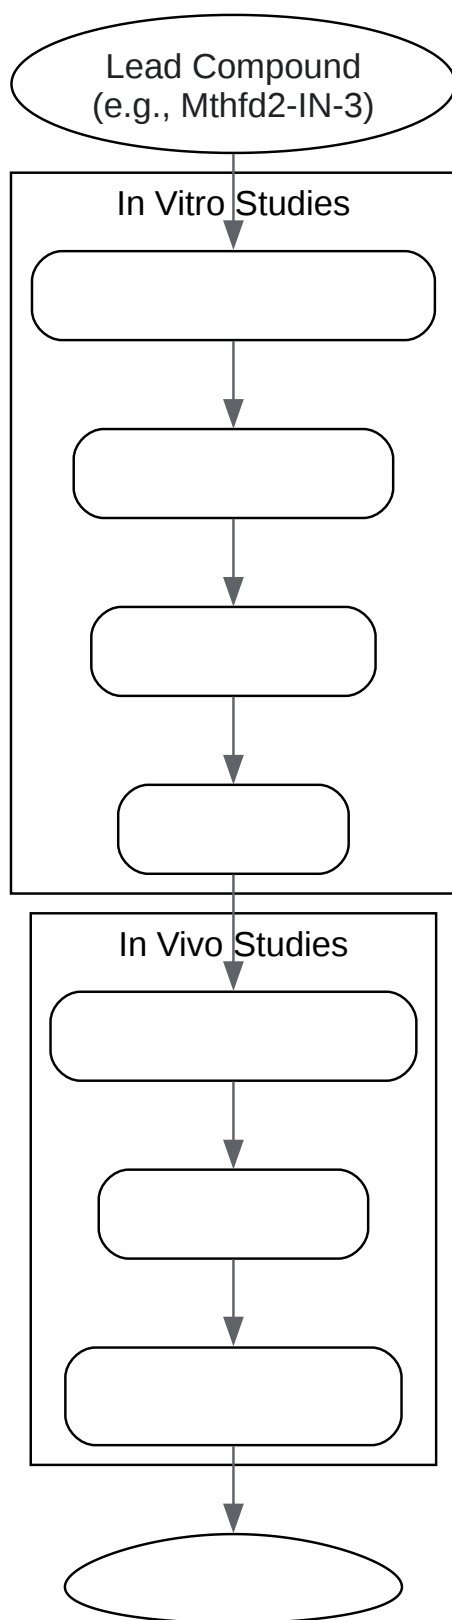 Lead Compound
(e.g., Mthfd2-IN-3)
In Vitro Studies
In Vivo Studies